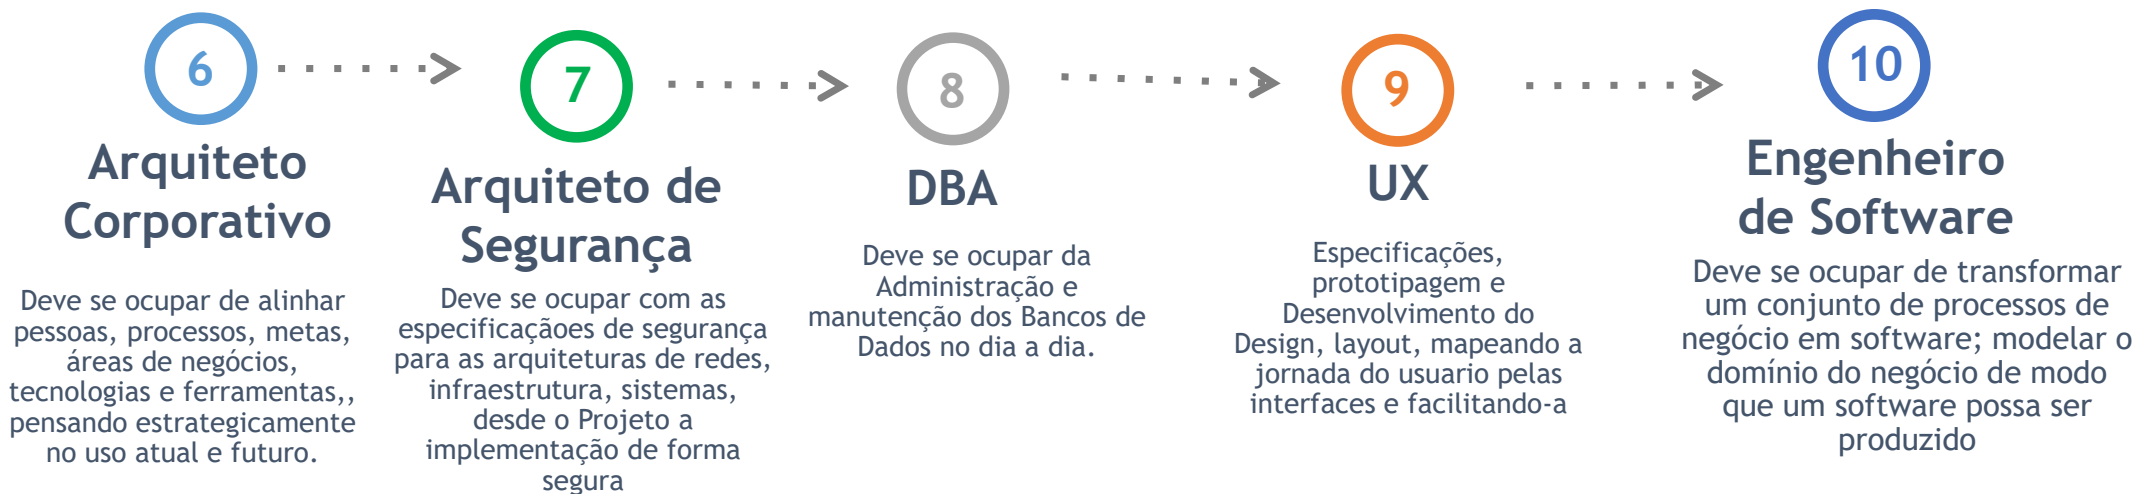 6
Arquiteto
Corporativo
Deve se ocupar de alinhar
pessoas, processos, metas,
áreas de negócios,
tecnologias e ferramentas,,
pensando estrategicamente
no uso atual e futuro.
7
Arquiteto de
Segurança
Deve se ocupar com as
especificaçãoes de segurança
para as arquiteturas de redes,
infraestrutura, sistemas,
desde o Projeto a
implementação de forma
segura
8
DBA
Deve se ocupar da
Administração e
manutenção dos Bancos de
Dados no dia a dia.
9
UX
Especificações,
prototipagem e
Desenvolvimento do
Design, layout, mapeando a
jornada do usuario pelas
interfaces e facilitando-a
10
Engenheiro
de Software
Deve se ocupar de transformar
um conjunto de processos de
negócio em software; modelar o
domínio do negócio de modo
que um software possa ser
produzido